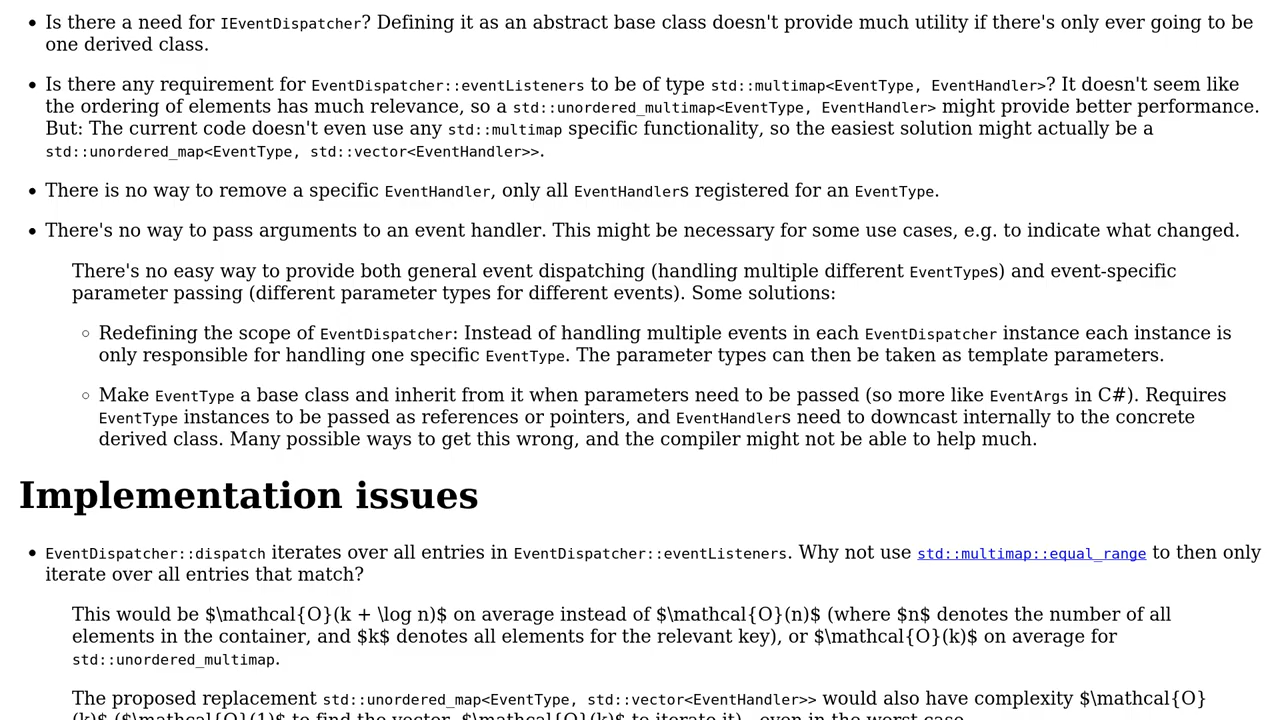 Is there a need for IEventDispatcher? Defining it as an abstract base class doesn't provide much utility if there's only ever going to be
one derived class.
Is there any requirement for EventDispatcher::eventListeners to be of type std::multimap<EventType, EventHandler>? It doesn't seem like
the ordering of elements has much relevance, so a std::unordered_multimap<EventType, EventHandler> might provide better performance.
But: The current code doesn't even use any std::multimap specific functionality, so the easiest solution might actually be a
std::unordered_map<EventType, std::vector<EventHandler>>.
There is no way to remove a specific EventHandler, only all EventHandlers registered for an EventType.
There's no way to pass arguments to an event handler. This might be necessary for some use cases, e.g. to indicate what changed.
There's no easy way to provide both general event dispatching (handling multiple different EventTypes) and event-specific
parameter passing (different parameter types for different events). Some solutions:
Redefining the scope of EventDispatcher: Instead of handling multiple events in each EventDispatcher instance each instance is
only responsible for handling one specific EventType. The parameter types can then be taken as template parameters.
Make EventType a base class and inherit from it when parameters need to be passed (so more like EventArgs in C#). Requires
EventType instances to be passed as references or pointers, and EventHandlers need to downcast internally to the concrete
derived class. Many possible ways to get this wrong, and the compiler might not be able to help much.
Implementation issues
EventDispatcher::dispatch iterates over all entries in EventDispatcher::eventListeners. Why not use std::multimap::equal_range to then only
iterate over all entries that match?
This would be $\mathcal{O}(k + \log n)$ on average instead of $\mathcal{O}(n)$ (where $n$ denotes the number of all
elements in the container, and $k$ denotes all elements for the relevant key), or $\mathcal{O}(k)$ on average for
std::unordered_multimap.
The proposed replacement std::unordered_map<EventType, std::vector<EventHandler>> would also have complexity $\mathcal{O}
(k)$ ($\mathcal{O}(1)$ to find the vector, $\mathcal{O}(k)$ to iterate it) - even in the worst case.